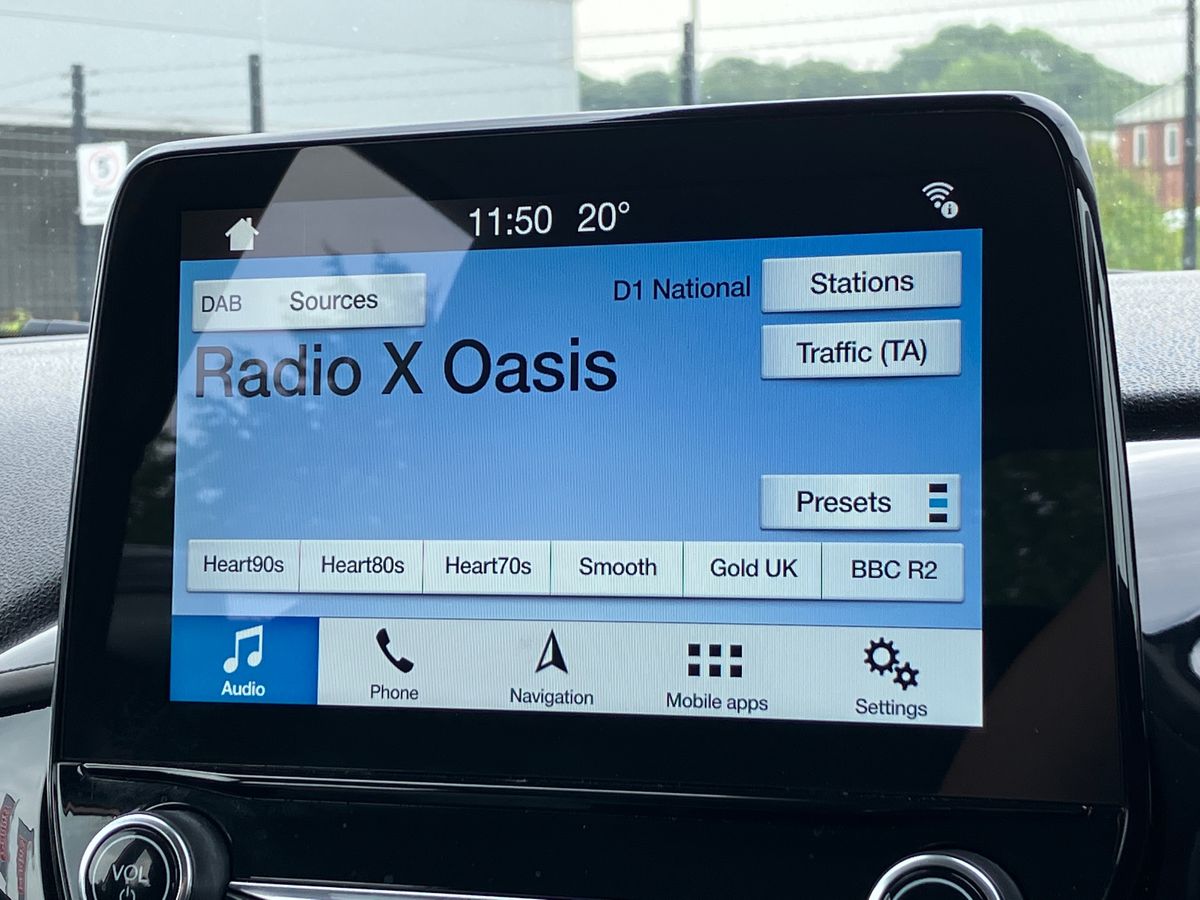 5
11:50 20°
DAB Sources
D1 National
Stations
Radio X Oasis
Traffic (TA)
Presets
Heart90s Heart80s Heart70s Smooth Gold UK BBC R2
Audio Phone Navigation Mobile apps Settings
VOL